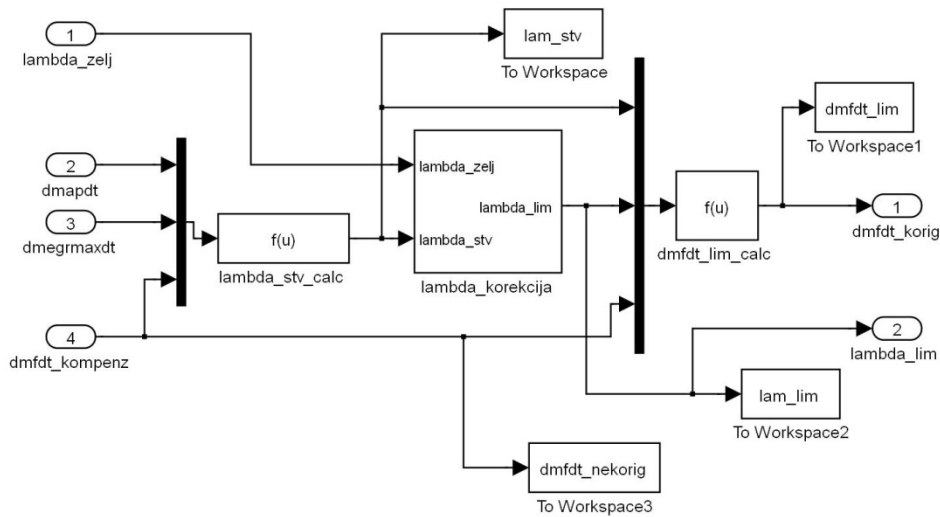 1
lambda_zelj
2
dmapdt
3
dmegrmaxdt
4
dmfdt_kompenz
f(u)
lambda_stv_calc
lam_stv
To Workspace
lambda_zelj
lambda_lim
lambda_stv
lambda_korekcija
f(u)
dmfdt_lim_calc
dmfdt_lim
To Workspace1
1
dmfdt_korig
2
lambda_lim
lam_lim
To Workspace2
dmfdt_nekorig
To Workspace3